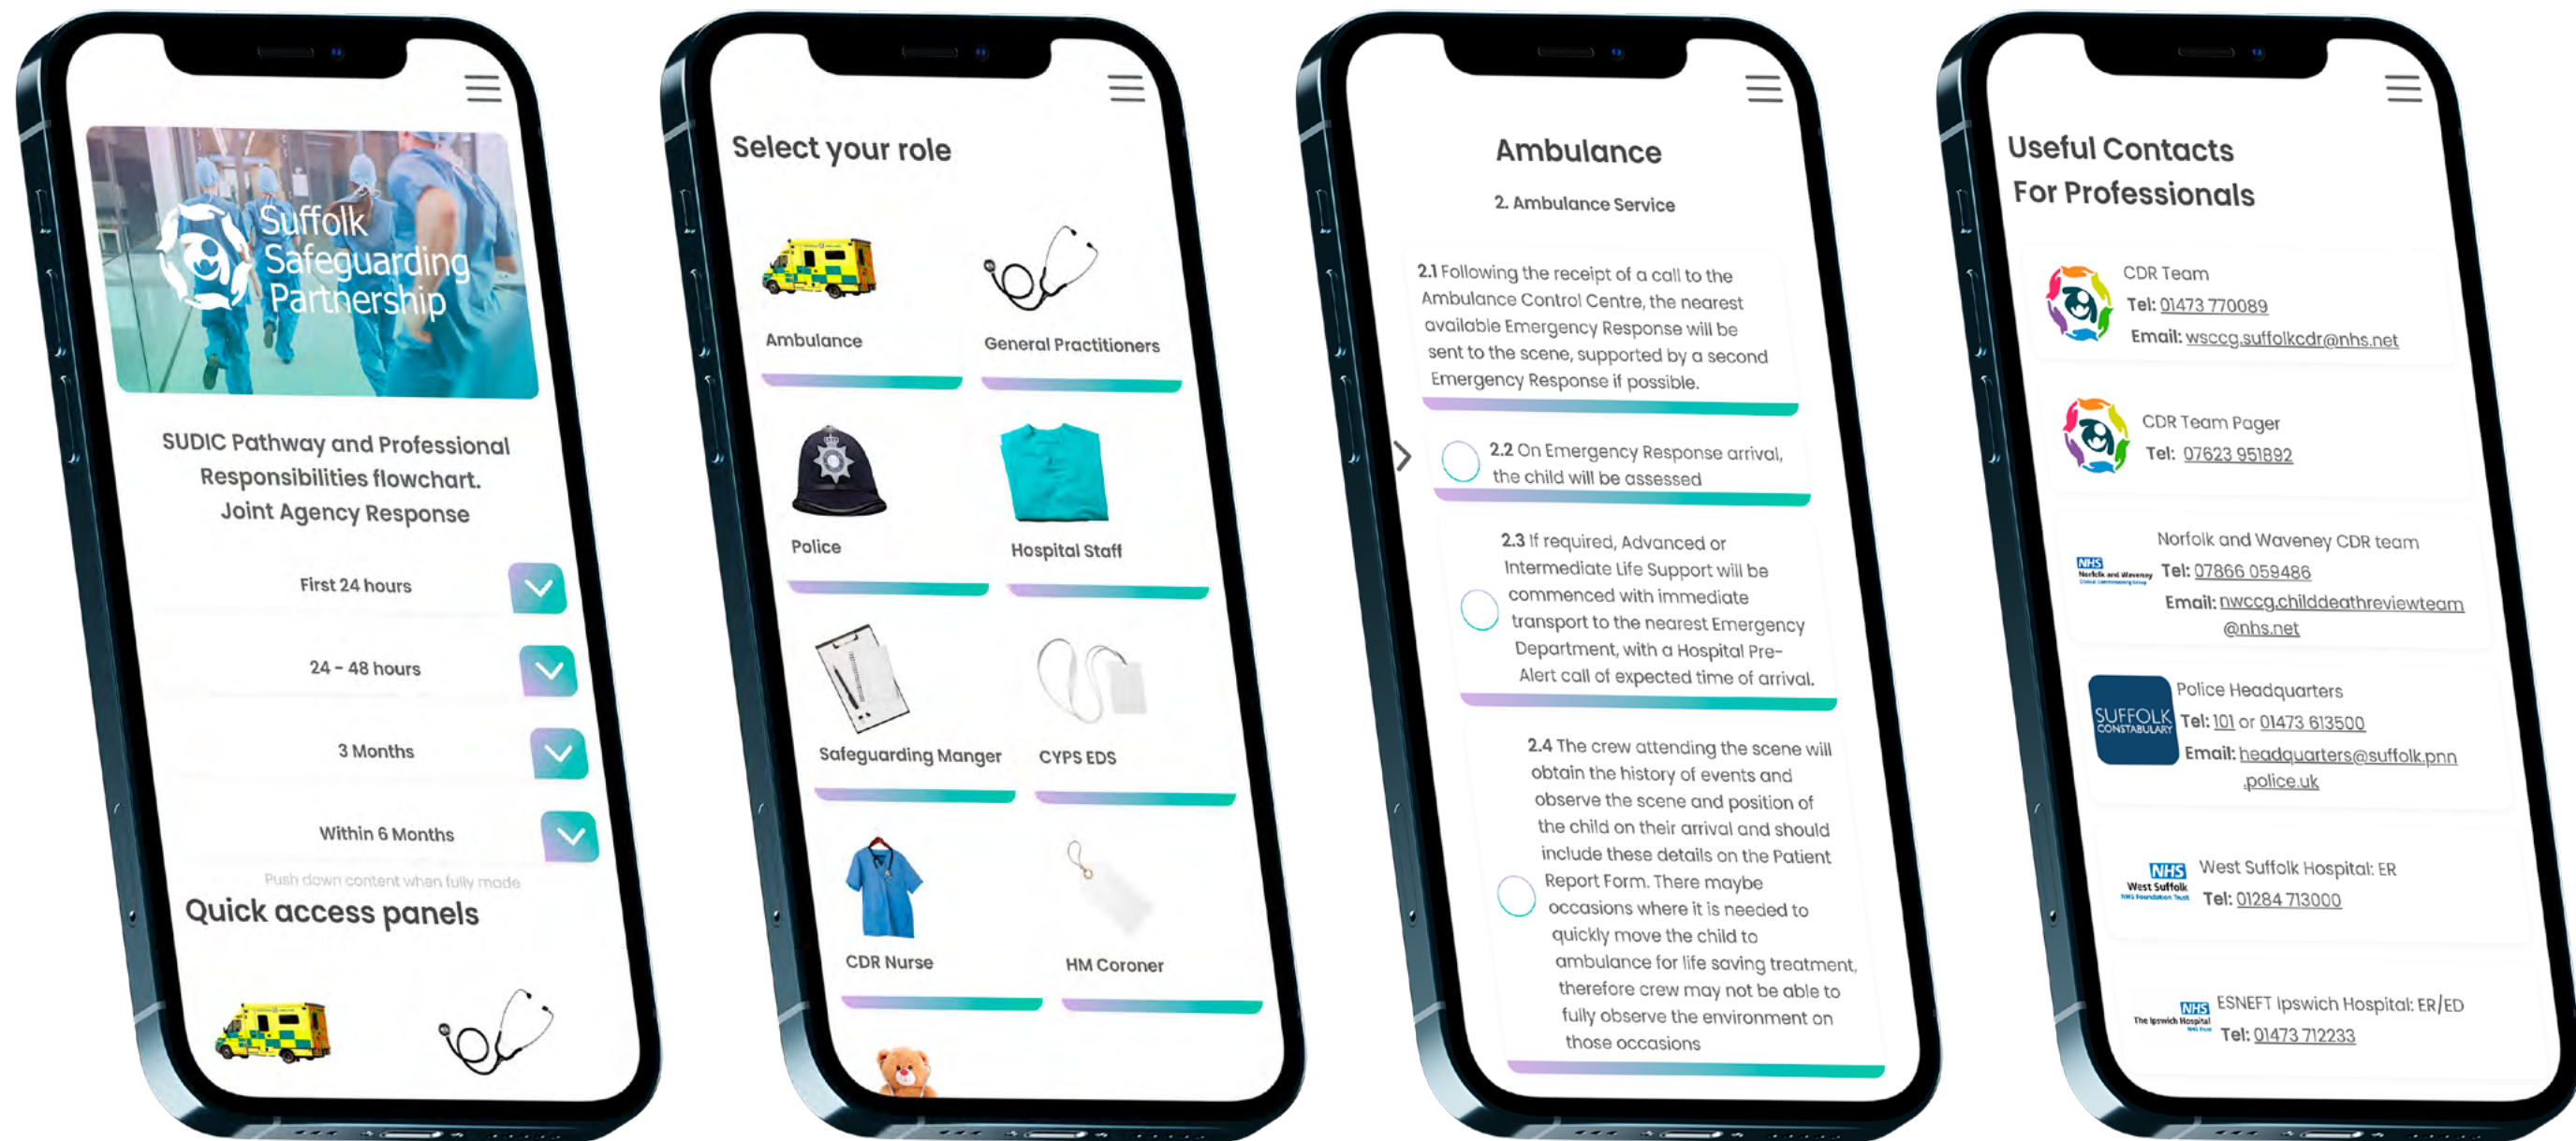 Suffolk
Safeguarding
Partnership
SUDIC Pathway and Professional
Responsibilities flowchart.
Joint Agency Response
First 24 hours
24 - 48 hours
3 Months
Within 6 Months
Push down content when fully made
Quick access panels
Select your role
Ambulance
General Practitioners
Police
Hospital Staff
Safeguarding Manger
CYPS EDS
CDR Nurse
HM Coroner
Ambulance
2. Ambulance Service
2.1 Following the receipt of a call to the
Ambulance Control Centre, the nearest
available Emergency Response will be
sent to the scene, supported by a second
Emergency Response if possible.
2.2 On Emergency Response arrival,
the child will be assessed
2.3 If required, Advanced or
Intermediate Life Support will be
commenced with immediate
transport to the nearest Emergency
Department, with a Hospital Pre-
Alert call of expected time of arrival.
2.4 The crew attending the scene will
obtain the history of events and
observe the scene and position of
the child on their arrival and should
include these details on the Patient
Report Form. There maybe
occasions where it is needed to
quickly move the child to
ambulance for life saving treatment,
therefore crew may not be able to
fully observe the environment on
those occasions
Useful Contacts
For Professionals
CDR Team
Tel: 01473 770089
Email: wsccg.suffolkcdr@nhs.net
CDR Team Pager
Tel: 07623 951892
NHS
Norfolk and Waveney
Clinical Commissioning Group
Norfolk and Waveney CDR team
Tel: 07866 059486
Email: nwccg.childdeathreviewteam
@nhs.net
SUFFOLK
CONSTABULARY
Police Headquarters
Tel: 101 or 01473 613500
Email: headquarters@suffolk.pnn
.police.uk
NHS
West Suffolk
NHS Foundation Trust
West Suffolk Hospital: ER
Tel: 01284 713000
NHS
The Ipswich Hospital
NHS Trust
ESNEFT Ipswich Hospital: ER/ED
Tel: 01473 712233